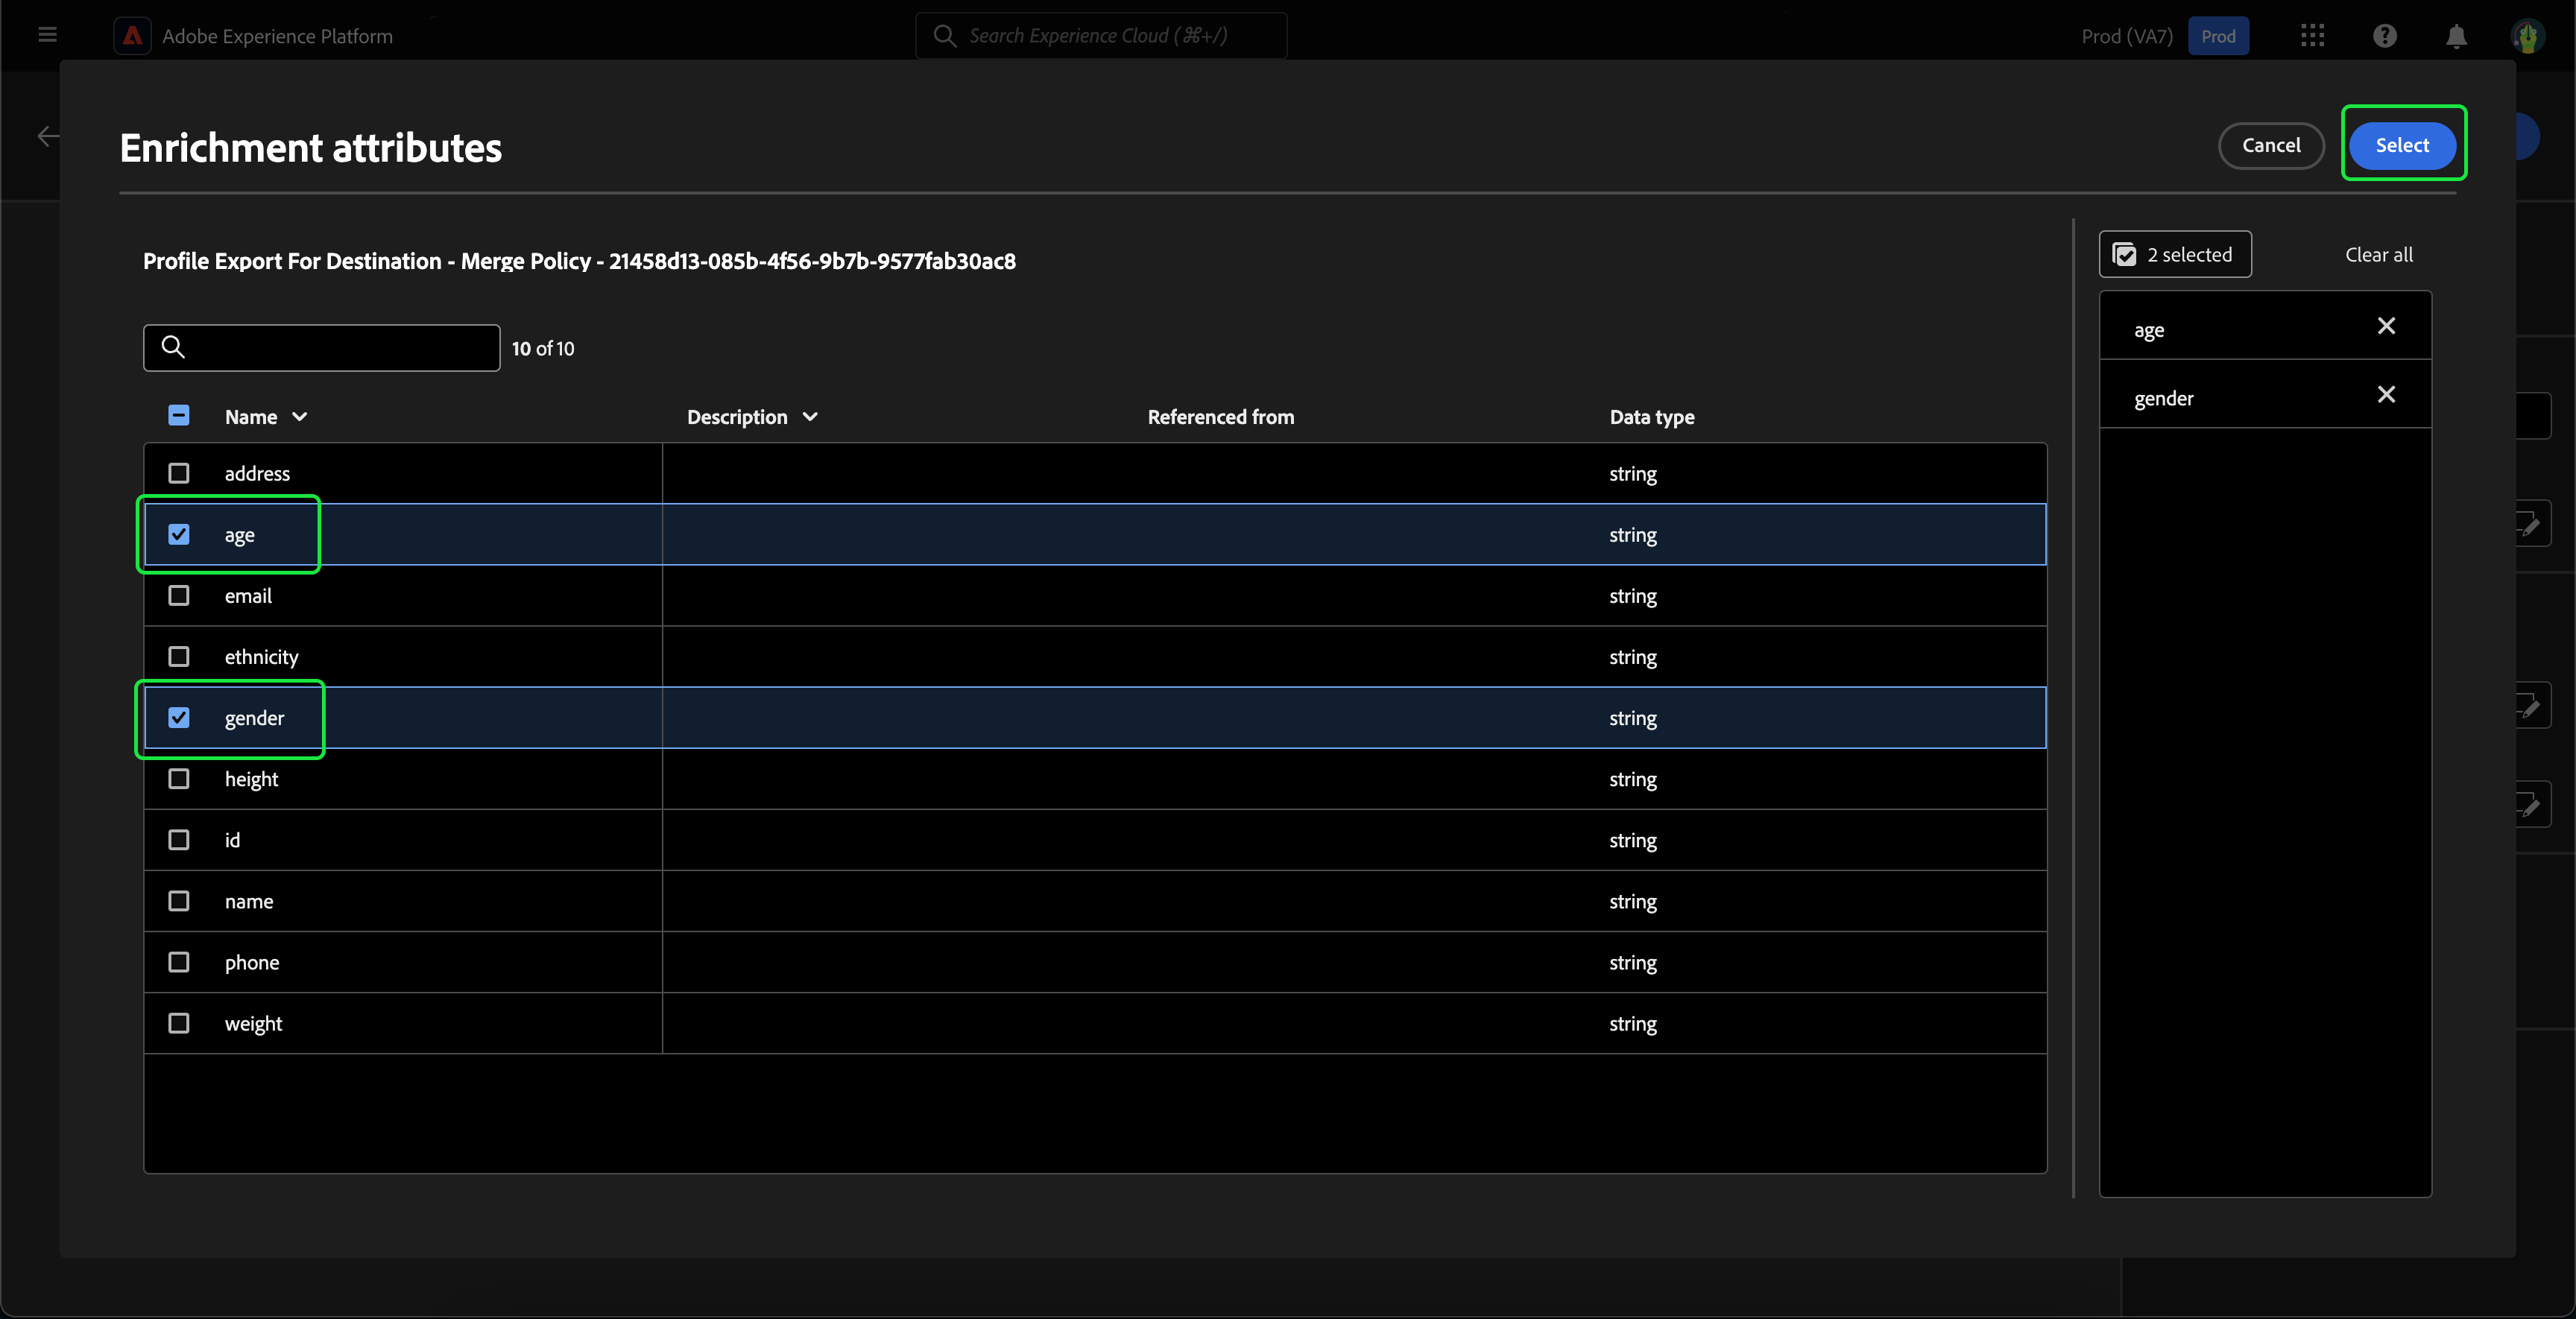 Adobe Experience Platform
Search Experience Cloud (⌘+/)
Prod (VA7)
Prod
Enrichment attributes
Cancel
Select
Profile Export For Destination - Merge Policy - 21458d13-085b-4f56-9b7b-9577fab30ac8
2 selected
Clear all
10 of 10
age
gender
Name
Description
Referenced from
Data type
address string
age string
email string
ethnicity string
gender string
height string
id string
name string
phone string
weight string